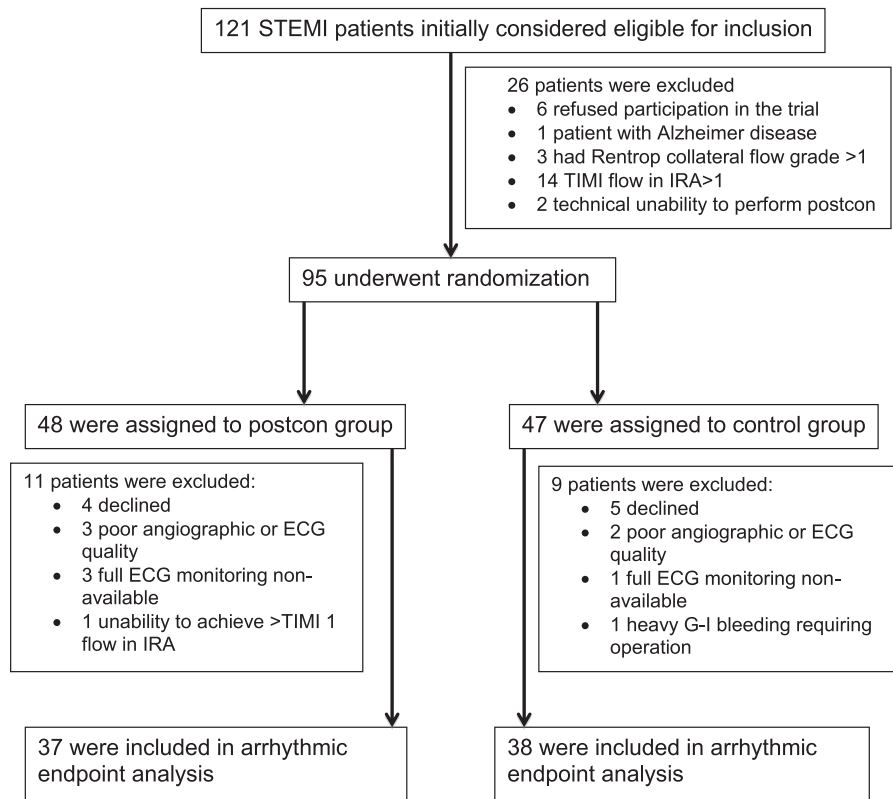 121 STEMI patients initially considered eligible for inclusion
26 patients were excluded
• 6 refused participation in the trial
• 1 patient with Alzheimer disease
• 3 had Rentrop collateral flow grade >1
• 14 TIMI flow in IRA>1
• 2 technical unability to perform postcon
95 underwent randomization
48 were assigned to postcon group
47 were assigned to control group
11 patients were excluded:
• 4 declined
• 3 poor angiographic or ECG
quality
• 3 full ECG monitoring non-
available
• 1 unability to achieve >TIMI 1
flow in IRA
9 patients were excluded:
• 5 declined
• 2 poor angiographic or ECG
quality
• 1 full ECG monitoring non-
available
• 1 heavy G-I bleeding requiring
operation
37 were included in arrhythmic
endpoint analysis
38 were included in arrhythmic
endpoint analysis